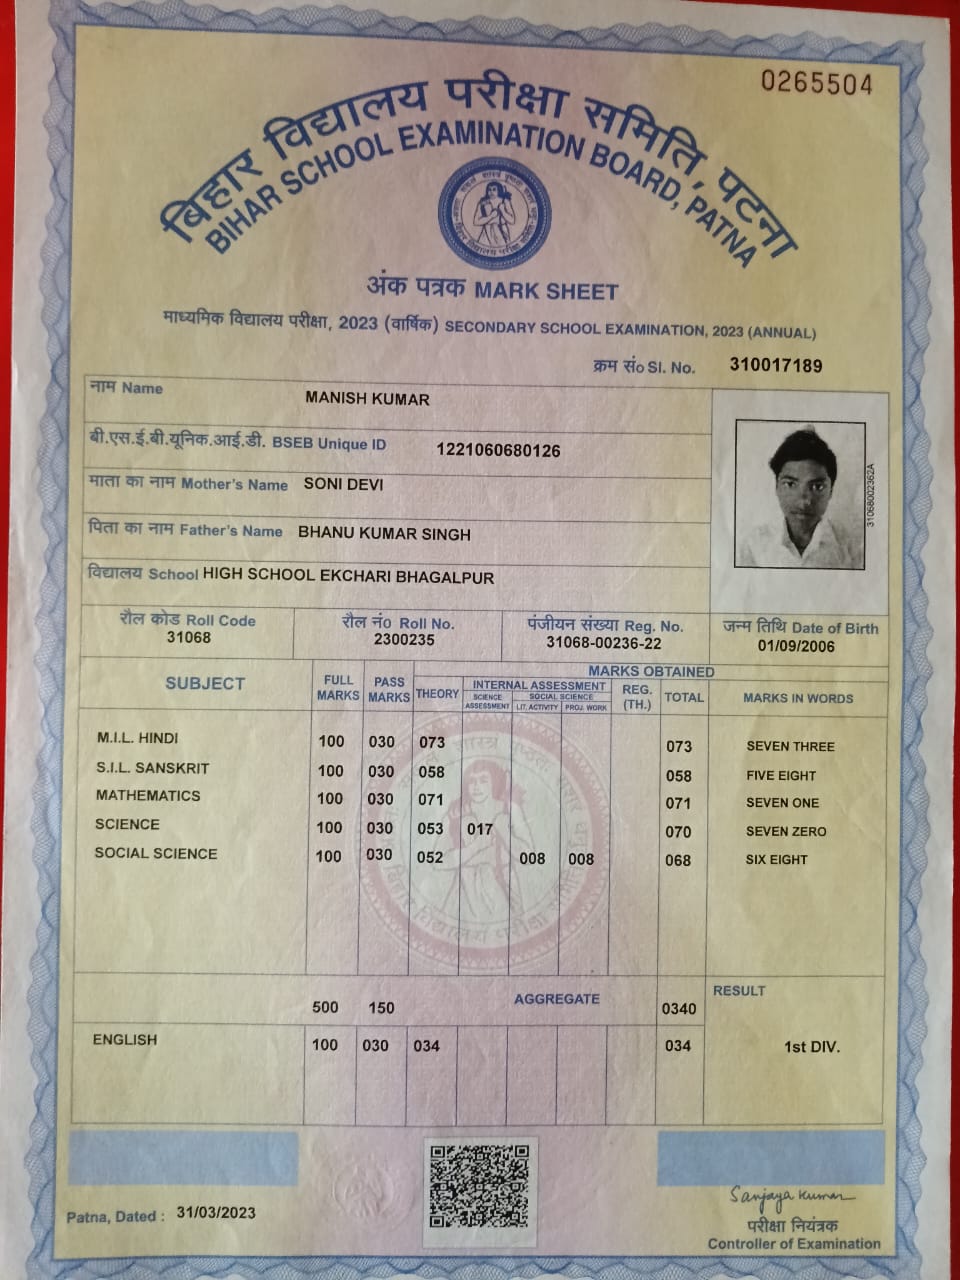 0265504
बिहार विद्यालय परीक्षा समिति, पटना
BIHAR SCHOOL EXAMINATION BOARD, PATNA
अंक पत्रक MARK SHEET
माध्यमिक विद्यालय परीक्षा, 2023 (वार्षिक) SECONDARY SCHOOL EXAMINATION, 2023 (ANNUAL)
क्रम सं० Sl. No. 310017189
नाम Name MANISH KUMAR
बी.एस.ई.बी.यूनिक.आई.डी. BSEB Unique ID 1221060680126
माता का नाम Mother's Name SONI DEVI
पिता का नाम Father's Name BHANU KUMAR SINGH
विद्यालय School HIGH SCHOOL EKCHARI BHAGALPUR
31068002362A
रौल कोड Roll Code रौल नं० Roll No. पंजीयन संख्या Reg. No. जन्म तिथि Date of Birth
31068 2300235 31068-00236-22 01/09/2006
MARKS OBTAINED
SUBJECT FULL MARKS PASS MARKS THEORY INTERNAL ASSESSMENT REG. (TH.) TOTAL MARKS IN WORDS
SCIENCE ASSESSMENT SOCIAL SCIENCE
LIT. ACTIVITY PROJ. WORK
M.I.L. HINDI 100 030 073 073 SEVEN THREE
S.I.L. SANSKRIT 100 030 058 058 FIVE EIGHT
MATHEMATICS 100 030 071 071 SEVEN ONE
SCIENCE 100 030 053 017 070 SEVEN ZERO
SOCIAL SCIENCE 100 030 052 008 008 068 SIX EIGHT
500 150 AGGREGATE 0340 RESULT
ENGLISH 100 030 034 034 1st DIV.
Patna, Dated : 31/03/2023
Sanjaya Kumar
परीक्षा नियंत्रक
Controller of Examination